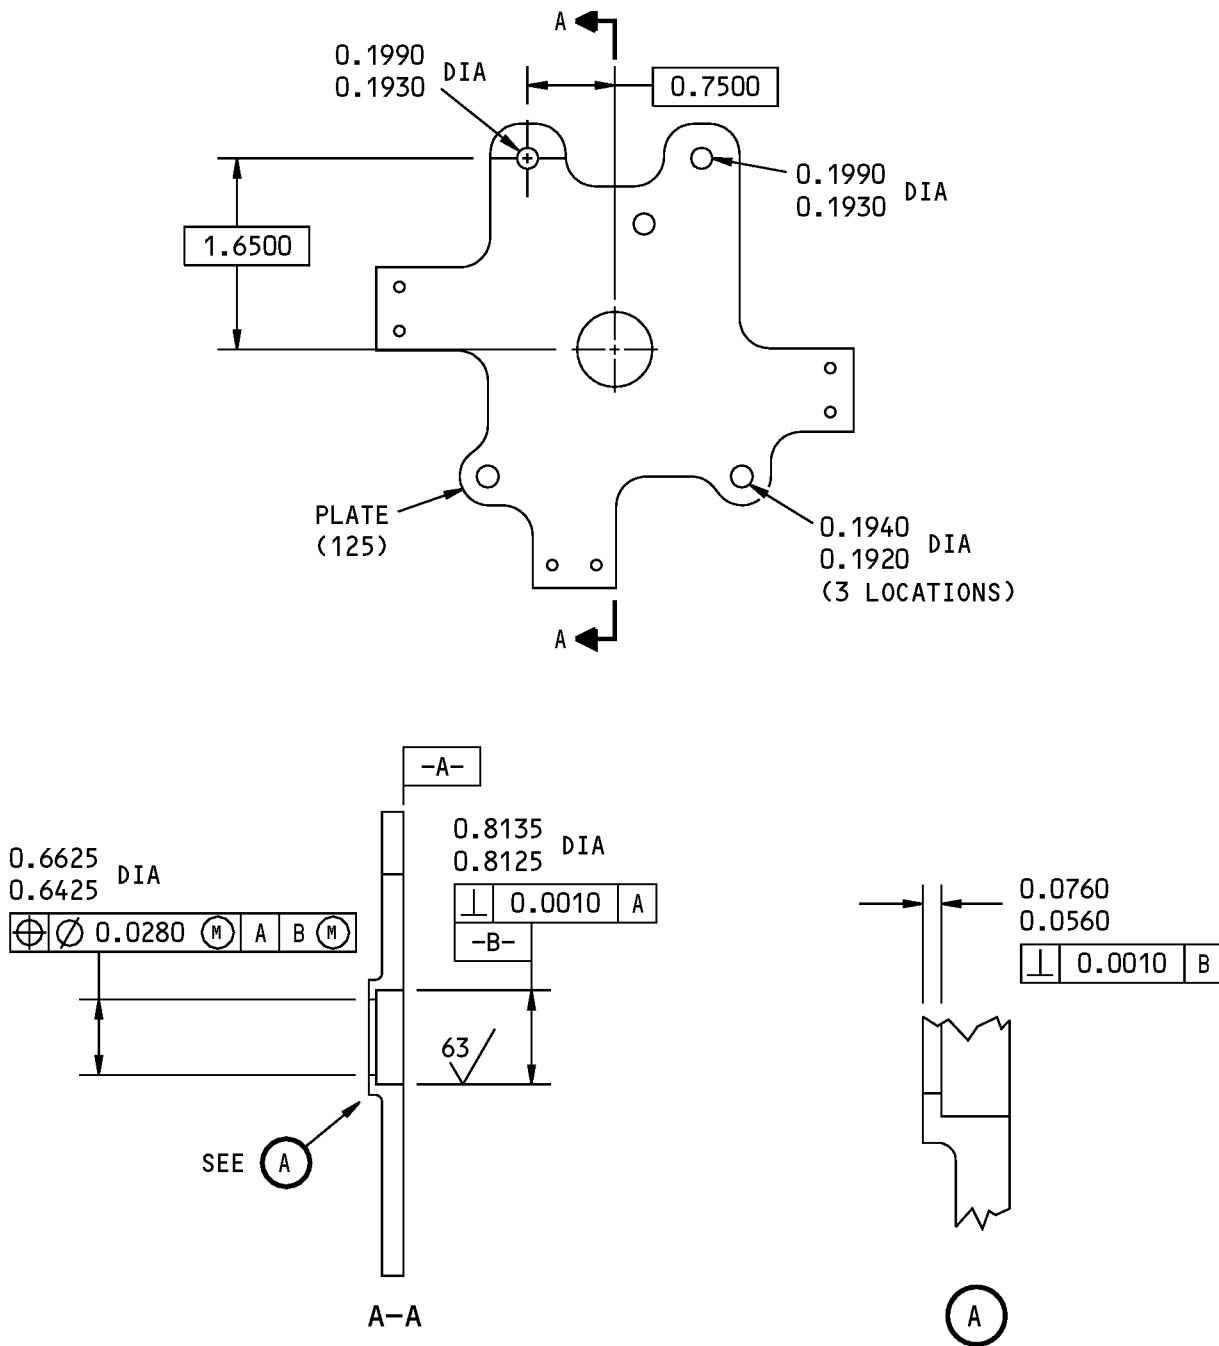 A
0.1990
0.1930 DIA
0.7500
0.1990
0.1930 DIA
1.6500
PLATE
(125)
0.1940
0.1920 DIA
(3 LOCATIONS)
A
-A-
0.8135
0.8125 DIA
⊥ 0.0010 A
-B-
0.6625
0.6425 DIA
⌖ ⌀ 0.0280 Ⓜ A B Ⓜ
63
SEE A
A-A
0.0760
0.0560
⊥ 0.0010 B
A